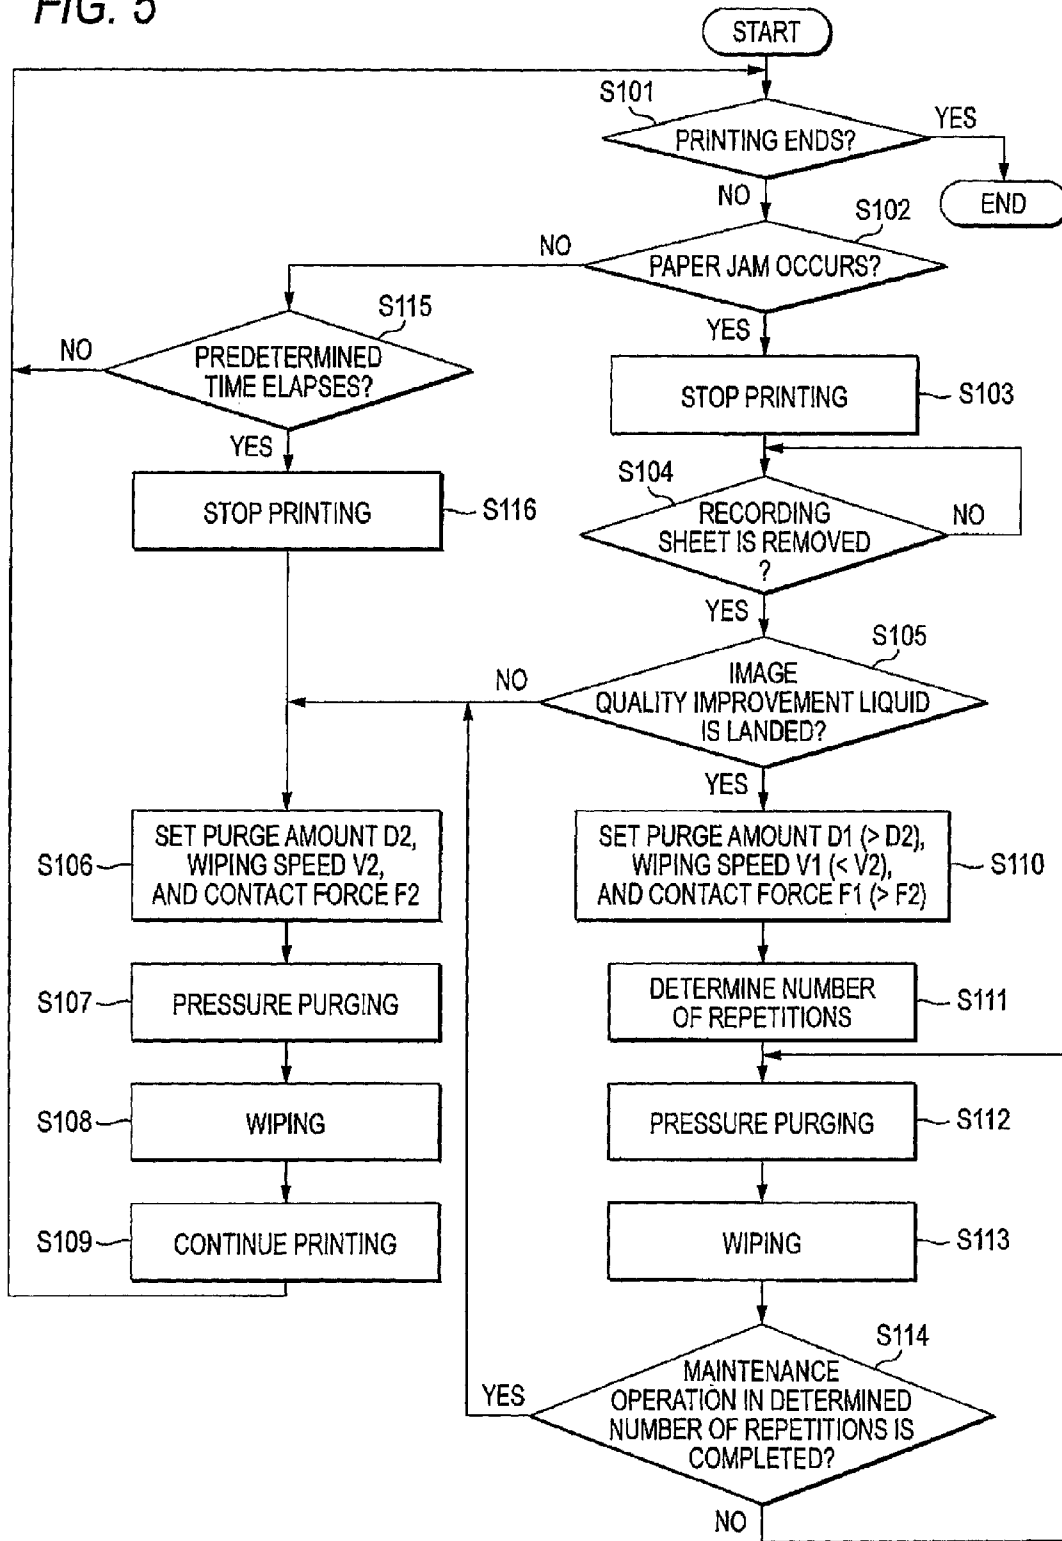 FIG. 5
START
S101
PRINTING ENDS?
YES
END
NO
S102
PAPER JAM OCCURS?
NO
YES
S115
PREDETERMINED
TIME ELAPSES?
NO
YES
S103
STOP PRINTING
S116
STOP PRINTING
S104
RECORDING
SHEET IS REMOVED
?
NO
YES
S105
IMAGE
QUALITY IMPROVEMENT LIQUID
IS LANDED?
NO
YES
S106
SET PURGE AMOUNT D2,
WIPING SPEED V2,
AND CONTACT FORCE F2
SET PURGE AMOUNT D1 (> D2),
WIPING SPEED V1 (< V2),
AND CONTACT FORCE F1 (> F2)
S110
S107
PRESSURE PURGING
DETERMINE NUMBER
OF REPETITIONS
S111
S108
WIPING
PRESSURE PURGING
S112
S109
CONTINUE PRINTING
WIPING
S113
S114
MAINTENANCE
OPERATION IN DETERMINED
NUMBER OF REPETITIONS IS
COMPLETED?
YES
NO